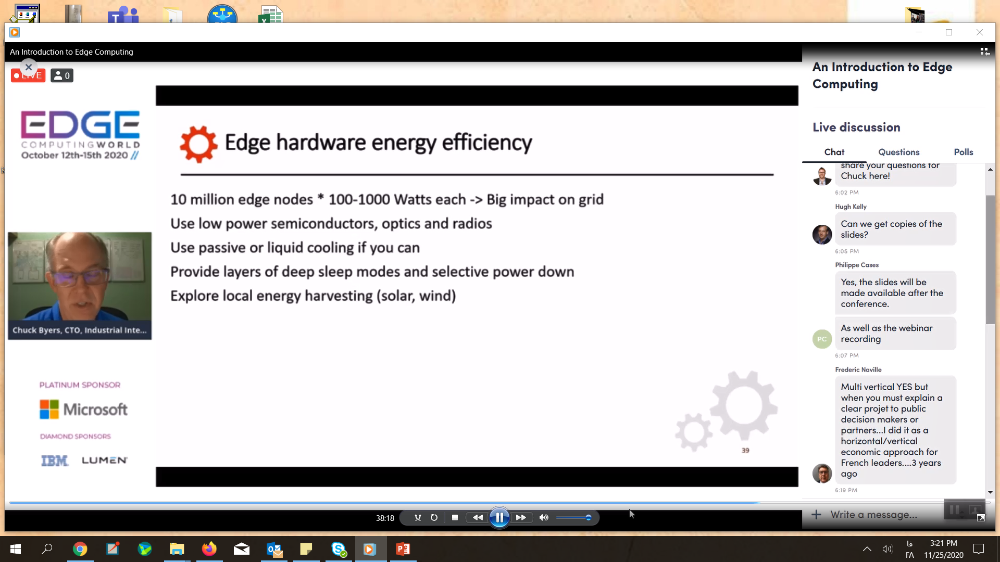 An Introduction to Edge Computing
LIVE
0
EDGE
COMPUTINGWORLD
October 12th-15th 2020 //
Edge hardware energy efficiency
10 million edge nodes * 100-1000 Watts each -> Big impact on grid
Use low power semiconductors, optics and radios
Use passive or liquid cooling if you can
Provide layers of deep sleep modes and selective power down
Explore local energy harvesting (solar, wind)
39
Chuck Byers, CTO, Industrial Inte...
PLATINUM SPONSOR
Microsoft
DIAMOND SPONSORS
IBM LUMEN
An Introduction to Edge
Computing
Live discussion
Chat Questions Polls
share your questions for
Chuck here!
6:02 PM
Hugh Kelly
Can we get copies of the
slides?
6:05 PM
Philippe Cases
Yes, the slides will be
made available after the
conference.
As well as the webinar
recording
PC
6:07 PM
Frederic Naville
Multi vertical YES but
when you must explain a
clear projet to public
decision makers or
partners...I did it as a
horizontal/vertical
economic approach for
French leaders....3 years
ago
6:19 PM
+ Write a message...
38:18
فا
FA
3:21 PM
11/25/2020